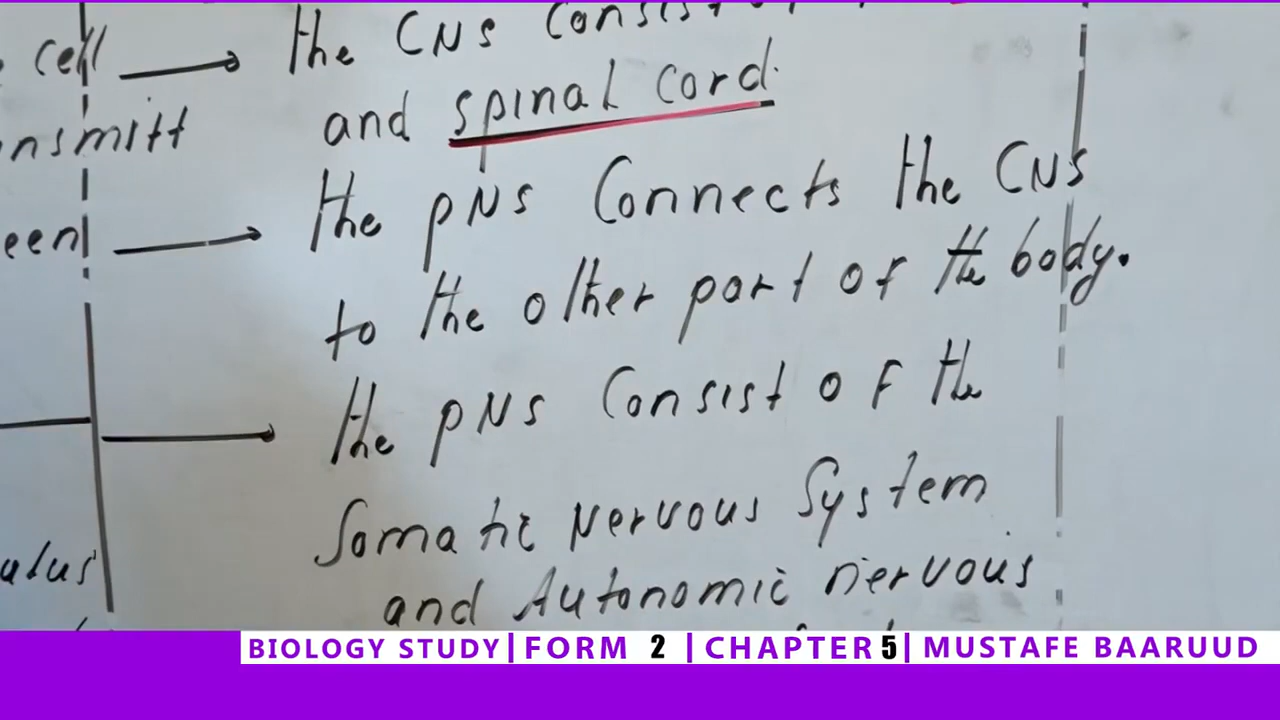 cell → the CNS Consist
and spinal cord.
nsmitt
the PNS Connects the CNS
een →
to the other part of the body.
→ the PNS Consist of the
Somatic Nervous System
ulus
and Autonomic nervous
BIOLOGY STUDY| FORM 2 | CHAPTER 5| MUSTAFE BAARUUD